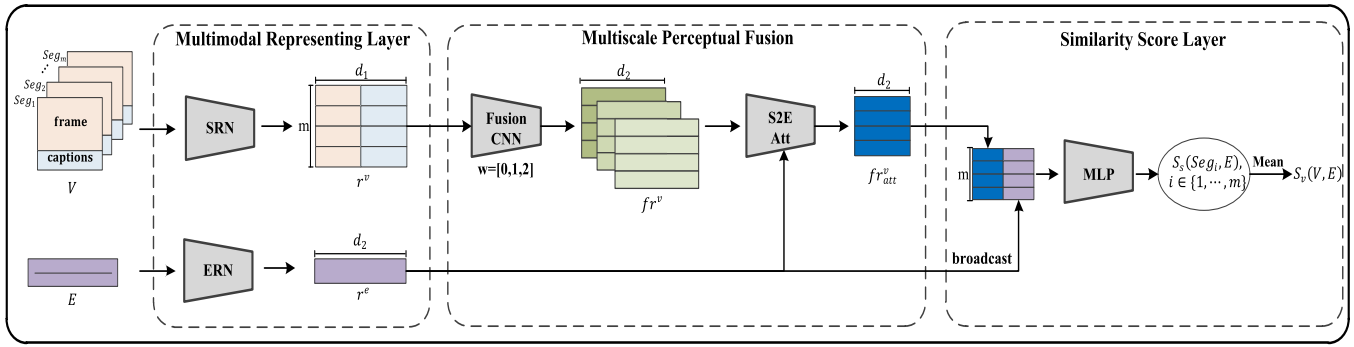 Multimodal Representing Layer
Multiscale Perceptual Fusion
Similarity Score Layer
Seg_m
⋮
Seg_2
Seg_1
frame
captions
V
SRN
d_1
m
r^v
Fusion
CNN
w=[0,1,2]
d_2
fr^v
S2E
Att
d_2
fr^v_att
m
MLP
S_s(Seg_i, E),
i ∈ {1, ⋯, m}
Mean
S_v(V, E)
E
ERN
d_2
r^e
broadcast